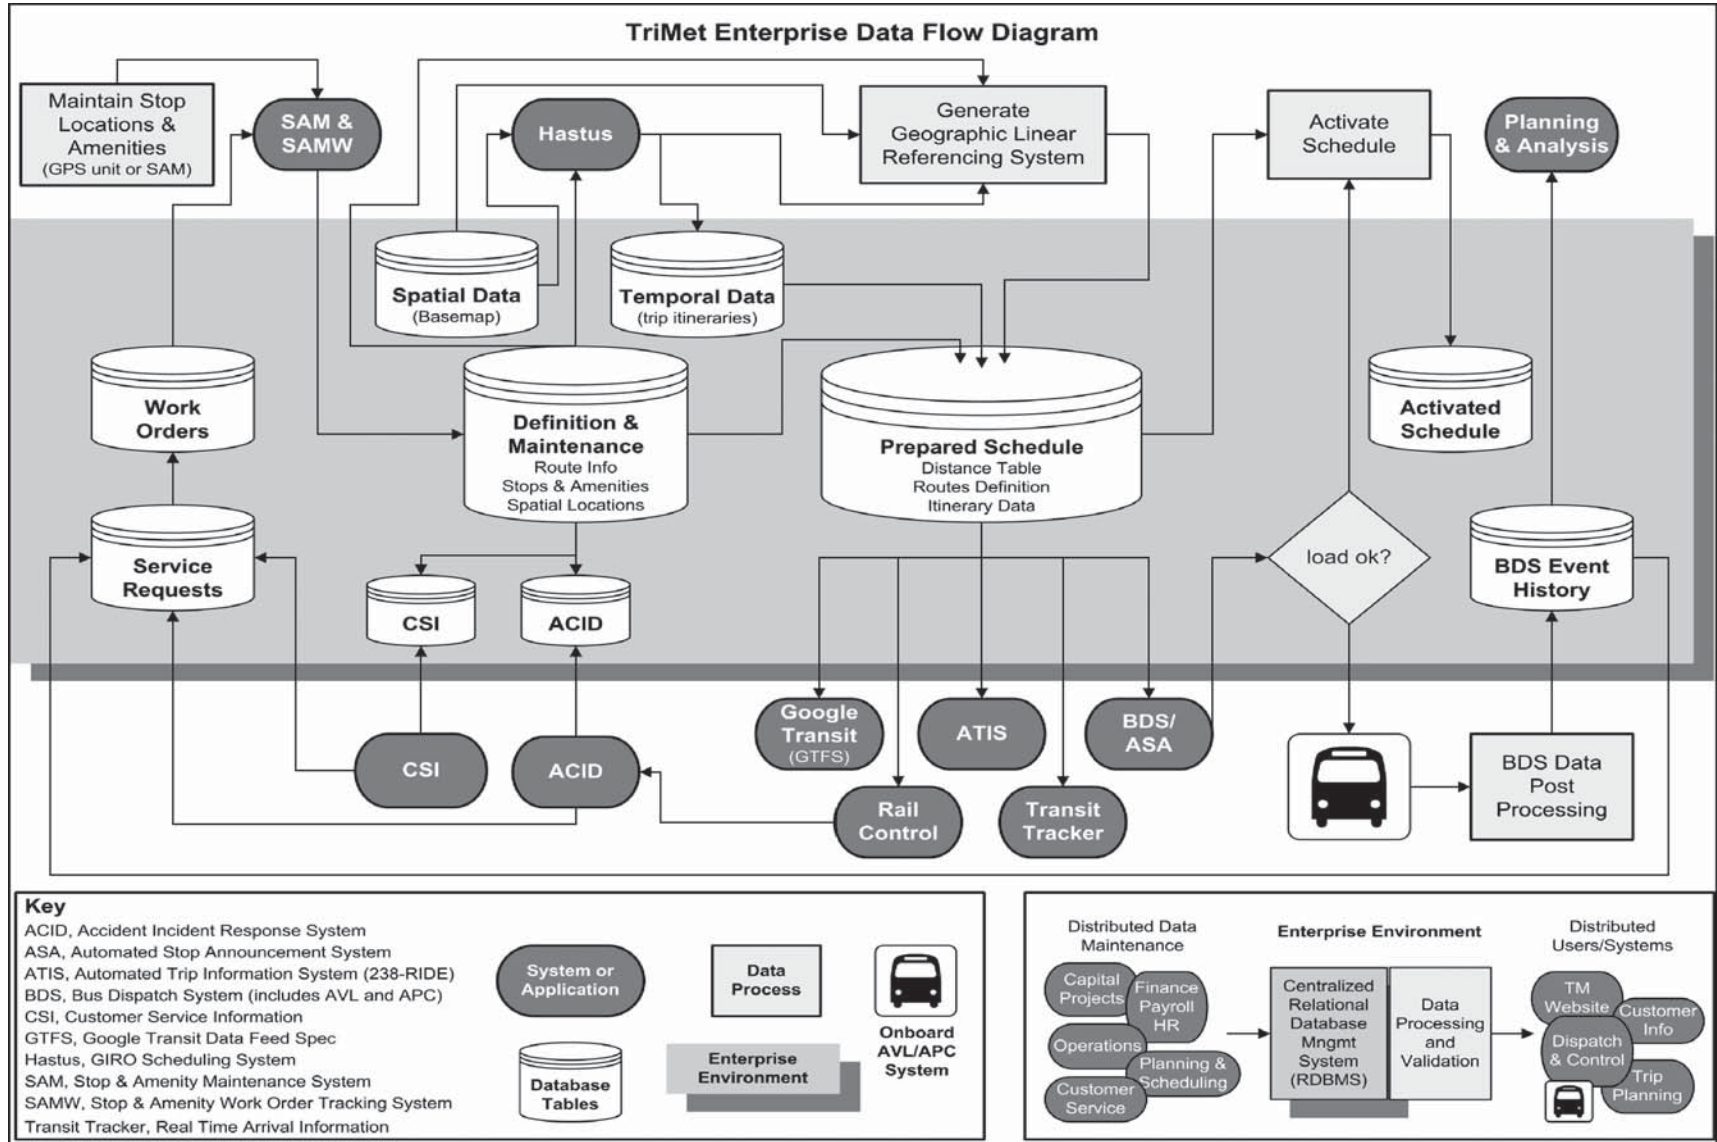 TriMet Enterprise Data Flow Diagram
Maintain Stop
Locations &
Amenities
(GPS unit or SAM)
SAM &
SAMW
Hastus
Generate
Geographic Linear
Referencing System
Activate
Schedule
Planning
& Analysis
Spatial Data
(Basemap)
Temporal Data
(trip itineraries)
Work
Orders
Definition &
Maintenance
Route Info
Stops & Amenities
Spatial Locations
Prepared Schedule
Distance Table
Routes Definition
Itinerary Data
Activated
Schedule
Service
Requests
CSI
ACID
load ok?
BDS Event
History
Google
Transit
(GTFS)
ATIS
BDS/
ASA
CSI
ACID
Rail
Control
Transit
Tracker
BDS Data
Post
Processing
Key
ACID, Accident Incident Response System
ASA, Automated Stop Announcement System
ATIS, Automated Trip Information System (238-RIDE)
BDS, Bus Dispatch System (includes AVL and APC)
CSI, Customer Service Information
GTFS, Google Transit Data Feed Spec
Hastus, GIRO Scheduling System
SAM, Stop & Amenity Maintenance System
SAMW, Stop & Amenity Work Order Tracking System
Transit Tracker, Real Time Arrival Information
System or
Application
Data
Process
Onboard
AVL/APC
System
Database
Tables
Enterprise
Environment
Distributed Data
Maintenance
Capital
Projects
Finance
Payroll
HR
Operations
Planning &
Scheduling
Customer
Service
Enterprise Environment
Centralized
Relational
Database
Mngmt
System
(RDBMS)
Data
Processing
and
Validation
Distributed
Users/Systems
TM
Website
Customer
Info
Dispatch
& Control
Trip
Planning